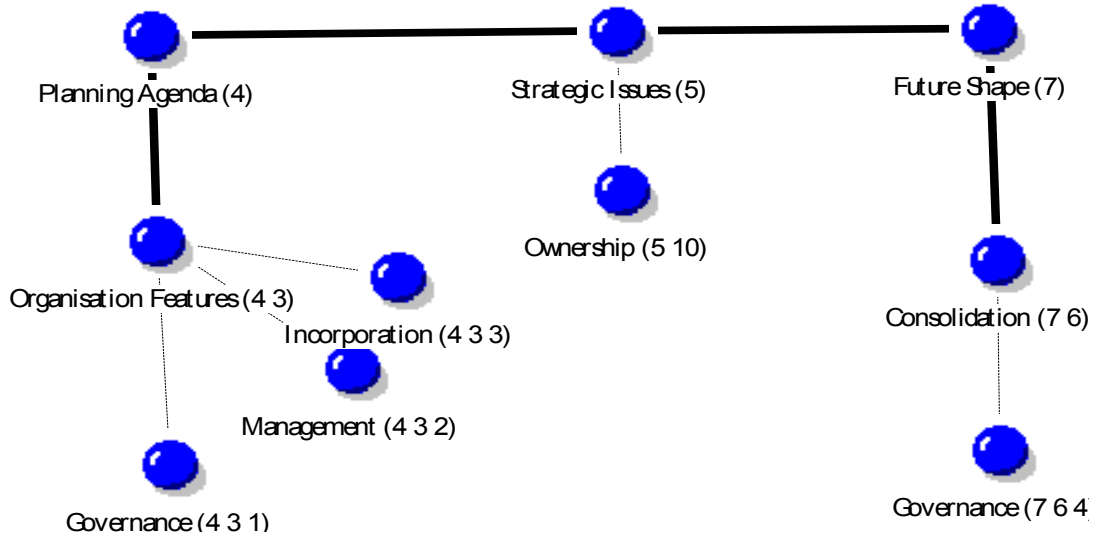 Planning Agenda (4)
Strategic Issues (5)
Future Shape (7)
Ownership (5 10)
Organisation Features (4 3)
Incorporation (4 3 3)
Consolidation (7 6)
Management (4 3 2)
Governance (4 3 1)
Governance (7 6 4)